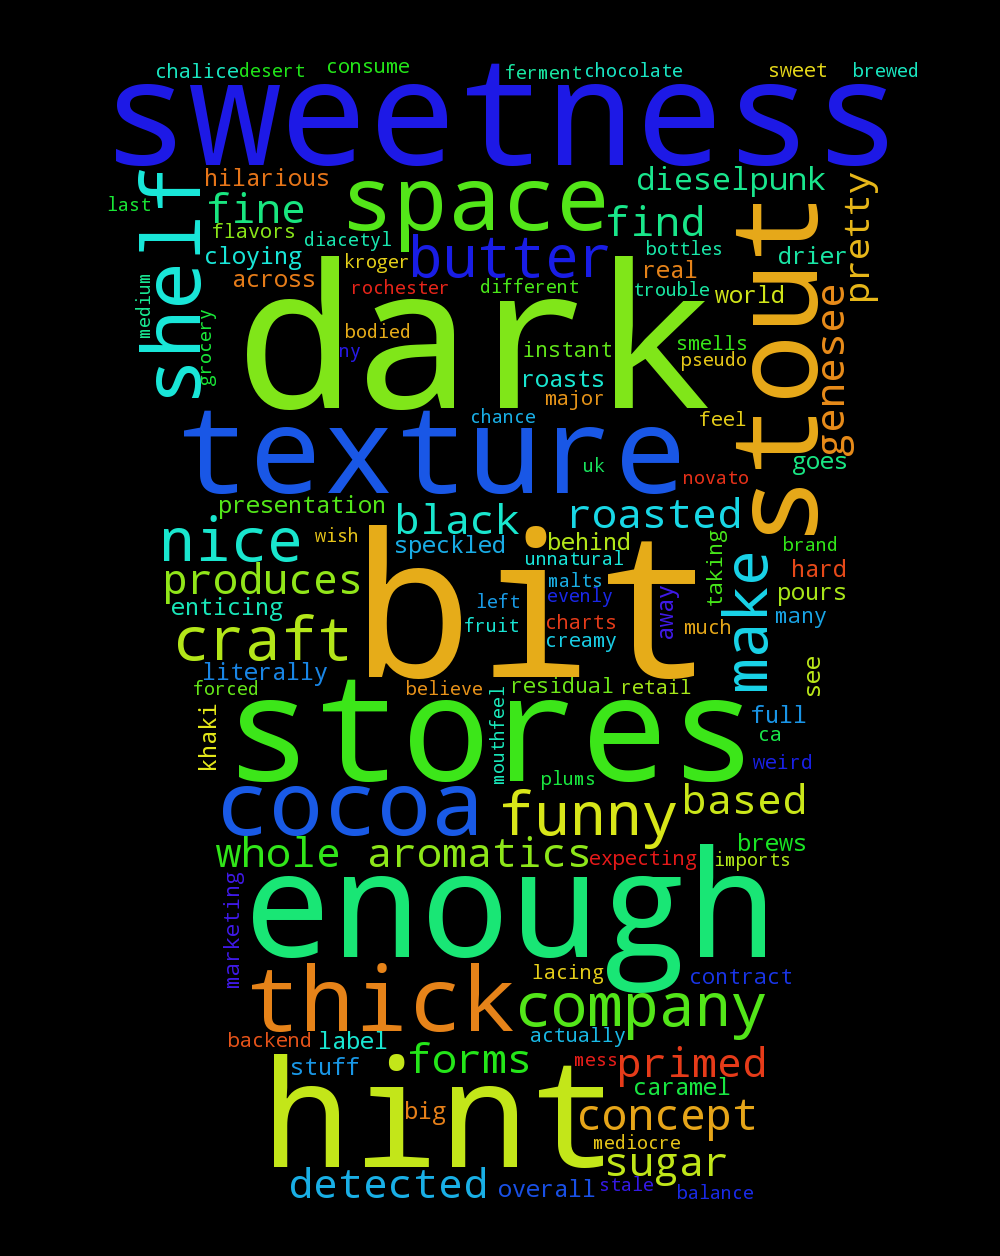 chalice desert consume ferment chocolate sweet brewed
sweetness
last shelf hilarious fine space find dieselpunk stout pretty
flavors diacetyl butter bottles drier
cloying kroger real
across rochester different trouble world
medium grocery dark genesee
bodied ny instant smells pseudo
roasts major
chance feel
texture uk novato goes
presentation black roasted
nice wish speckled behind unnatural taking make brand
produces malts hard
enticing left evenly away pours
craft bit fruit charts creamy much many
literally see
forced believe residual retail
khaki stores mouthfeel full ca
weird
plums
cocoa funny based
whole aromatics expecting brews imports
marketing enough
lacing contract
thick company
backend label actually
stuff forms mess primed
hint caramel
big concept
mediocre
sugar
detected overall stale balance